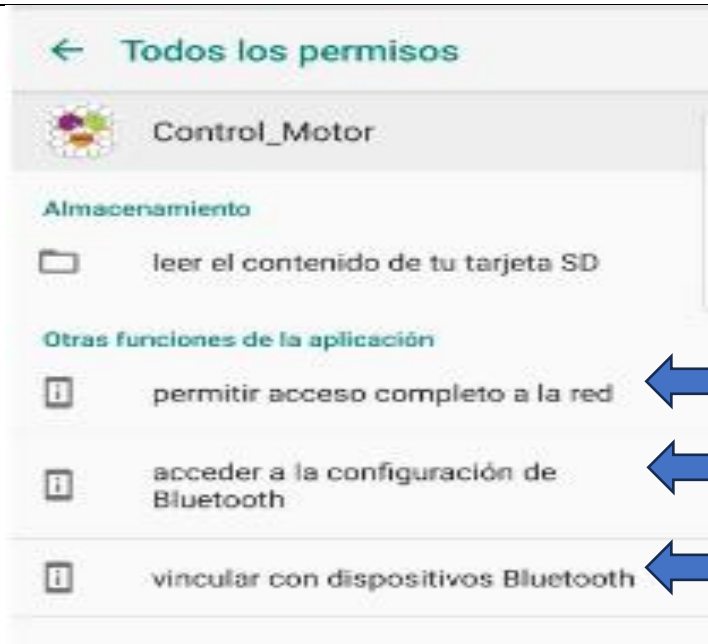 Todos los permisos
Control_Motor
Almacenamiento
leer el contenido de tu tarjeta SD
Otras funciones de la aplicación
permitir acceso completo a la red
acceder a la configuración de
Bluetooth
vincular con dispositivos Bluetooth